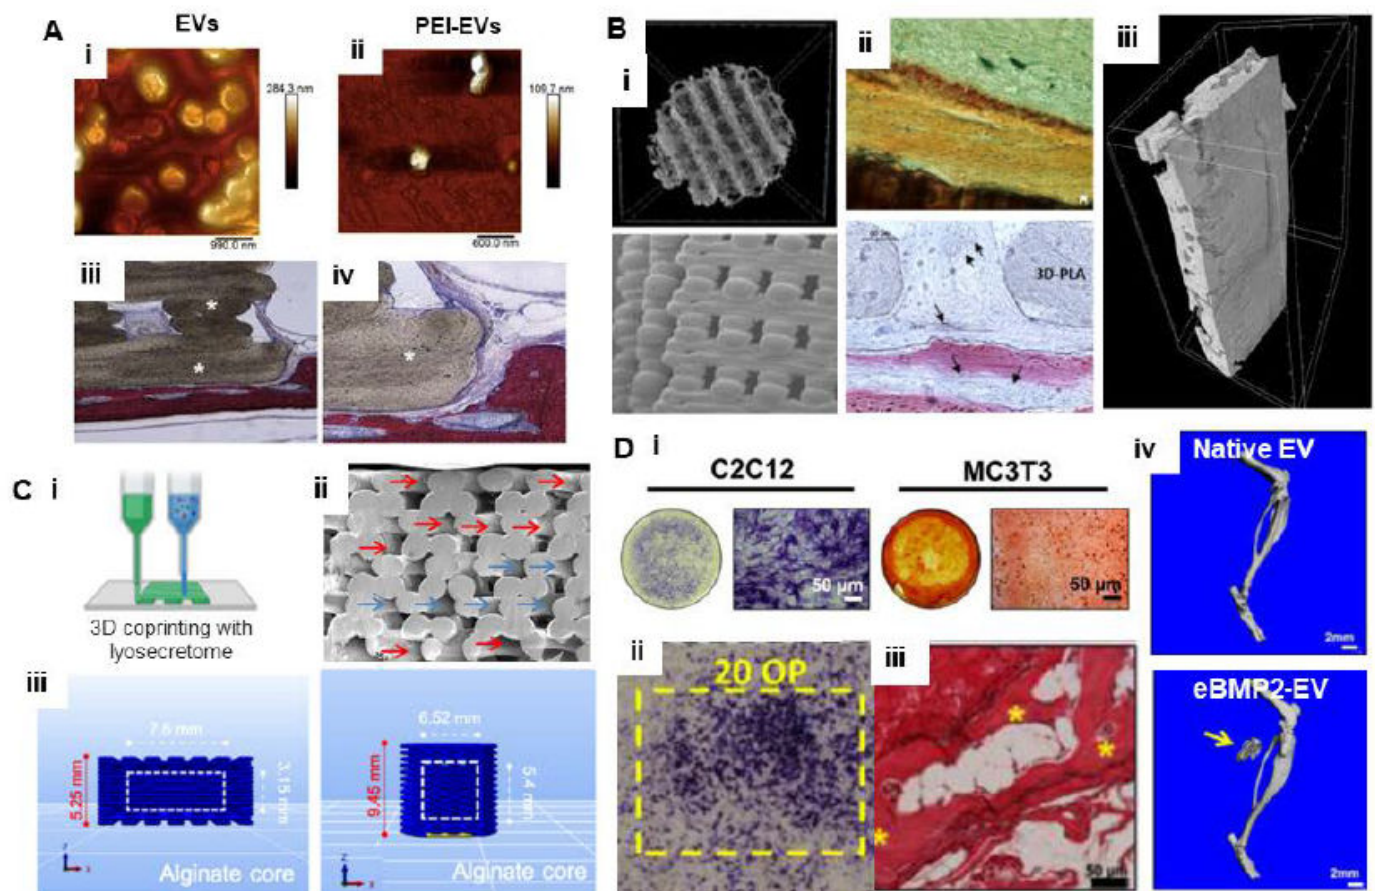 A
EVs
PEI-EVs
i
284.3 nm
990.0 nm
ii
109.7 nm
600.0 nm
iii
*
*
iv
*
B
i
ii
3D-PLA
iii
C
i
3D coprinting with
lyosecretome
ii
iii
7.6 mm
5.25 mm
3.15 mm
Alginate core
6.52 mm
9.45 mm
5.4 mm
Alginate core
D
i
C2C12
MC3T3
50 µm
50 µm
ii
20 OP
iii
*
*
*
50 µm
iv
Native EV
2mm
eBMP2-EV
2mm